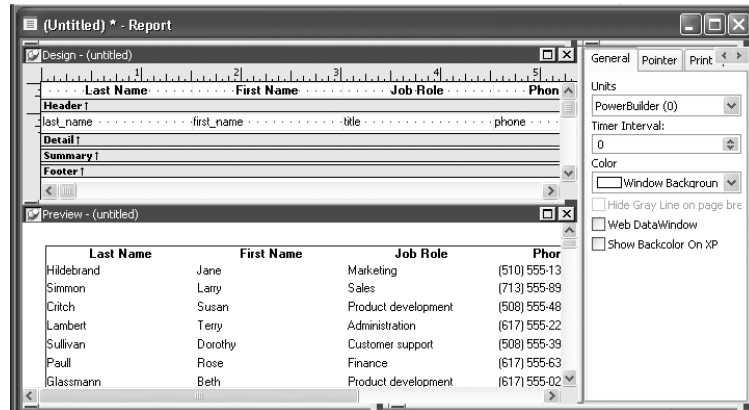 (Untitled) * - Report
Design - (untitled)
1 2 3 4 5
Last Name First Name Job Role Phon
Header ↑
last_name first_name title phone
Detail ↑
Summary ↑
Footer ↑
Preview - (untitled)
Last Name First Name Job Role Phor
Hildebrand Jane Marketing (510) 555-13
Simmon Larry Sales (713) 555-89
Critch Susan Product development (508) 555-48
Lambert Terry Administration (617) 555-22
Sullivan Dorothy Customer support (508) 555-39
Paull Rose Finance (617) 555-63
Glassmann Beth Product development (617) 555-02
General Pointer Print
Units
PowerBuilder (0)
Timer Interval:
0
Color
Window Backgroun
Hide Gray Line on page bre
Web DataWindow
Show Backcolor On XP